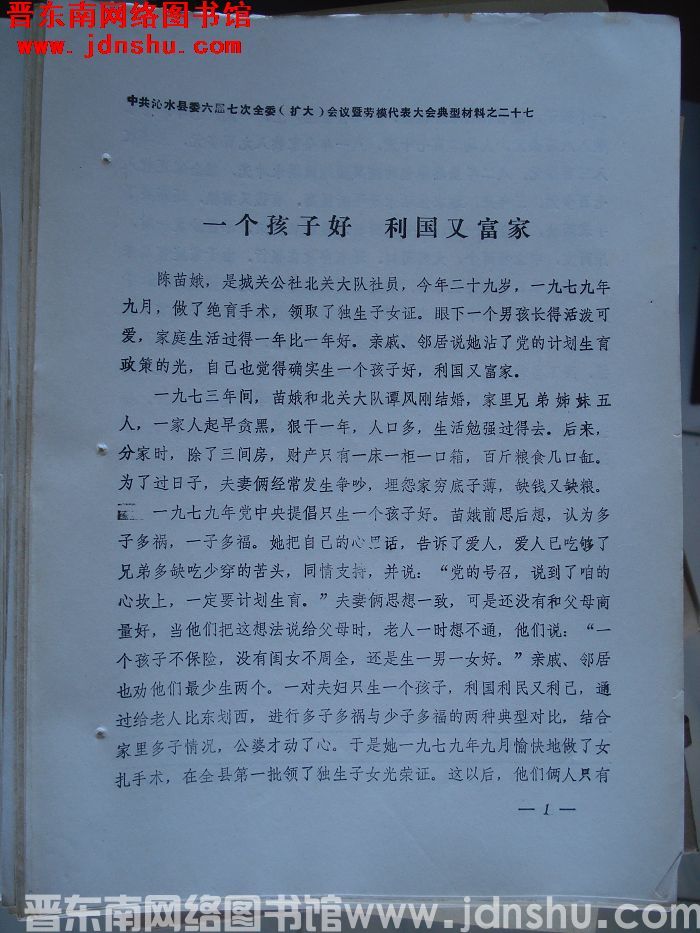 晋东南网络图书馆
www.jdnshu.com
中共沁水县委六届七次全委(扩大)会议暨劳模代表大会典型材料之二十七
一个孩子好 利国又富家
陈苗娥,是城关公社北关大队社员,今年二十九岁,一九七九年
九月,做了绝育手术,领取了独生子女证。眼下一个男孩长得活泼可
爱,家庭生活过得一年比一年好。亲戚、邻居说她沾了党的计划生育
政策的光,自己也觉得确实生一个孩子好,利国又富家。
一九七三年间,苗娥和北关大队谭风刚结婚,家里兄弟姊妹五
人,一家人起早贪黑,狠干一年,人口多,生活勉强过得去。后来,
分家时,除了三间房,财产只有一床一柜一口箱,百斤粮食几口缸。
为了过日子,夫妻俩经常发生争吵,埋怨家穷底子薄,缺钱又缺粮。
一九七九年党中央提倡只生一个孩子好。苗娥前思后想,认为多
子多祸,一子多福。她把自己的心思话,告诉了爱人,爱人已吃够了
兄弟多缺吃少穿的苦头,同情支持,并说:“党的号召,说到了咱的
心坎上,一定要计划生育。”夫妻俩思想一致,可是还没有和父母商
量好,当他们把这想法说给父母时,老人一时想不通,他们说:“一
个孩子不保险,没有闺女不周全,还是生一男一女好。”亲戚、邻居
也劝他们最少生两个。一对夫妇只生一个孩子,利国利民又利己,通
过给老人比东划西,进行多子多祸与少子多福的两种典型对比,结合
家里多子情况,公婆才动了心。于是她一九七九年九月愉快地做了女
扎手术,在全县第一批领了独生子女光荣证。这以后,他们俩人只有
— 1 —
晋东南网络图书馆 www.jdnshu.com